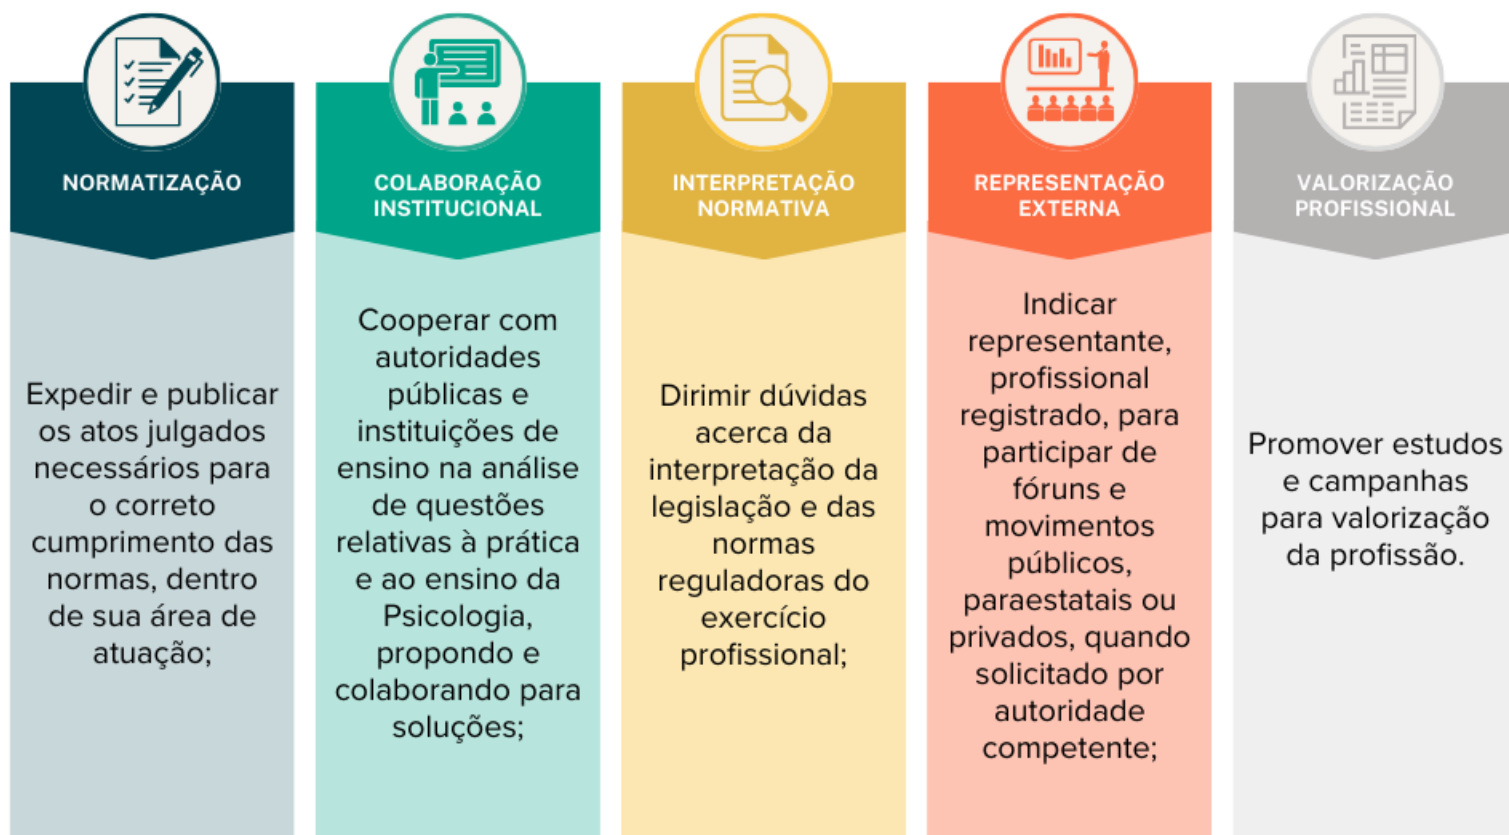 NORMATIZAÇÃO
Expedir e publicar
os atos julgados
necessários para
o correto
cumprimento das
normas, dentro
de sua área de
atuação;
COLABORAÇÃO
INSTITUCIONAL
Cooperar com
autoridades
públicas e
instituições de
ensino na análise
de questões
relativas à prática
e ao ensino da
Psicologia,
propondo e
colaborando para
soluções;
INTERPRETAÇÃO
NORMATIVA
Dirimir dúvidas
acerca da
interpretação da
legislação e das
normas
reguladoras do
exercício
profissional;
REPRESENTAÇÃO
EXTERNA
Indicar
representante,
profissional
registrado, para
participar de
fóruns e
movimentos
públicos,
paraestatais ou
privados, quando
solicitado por
autoridade
competente;
VALORIZAÇÃO
PROFISSIONAL
Promover estudos
e campanhas
para valorização
da profissão.